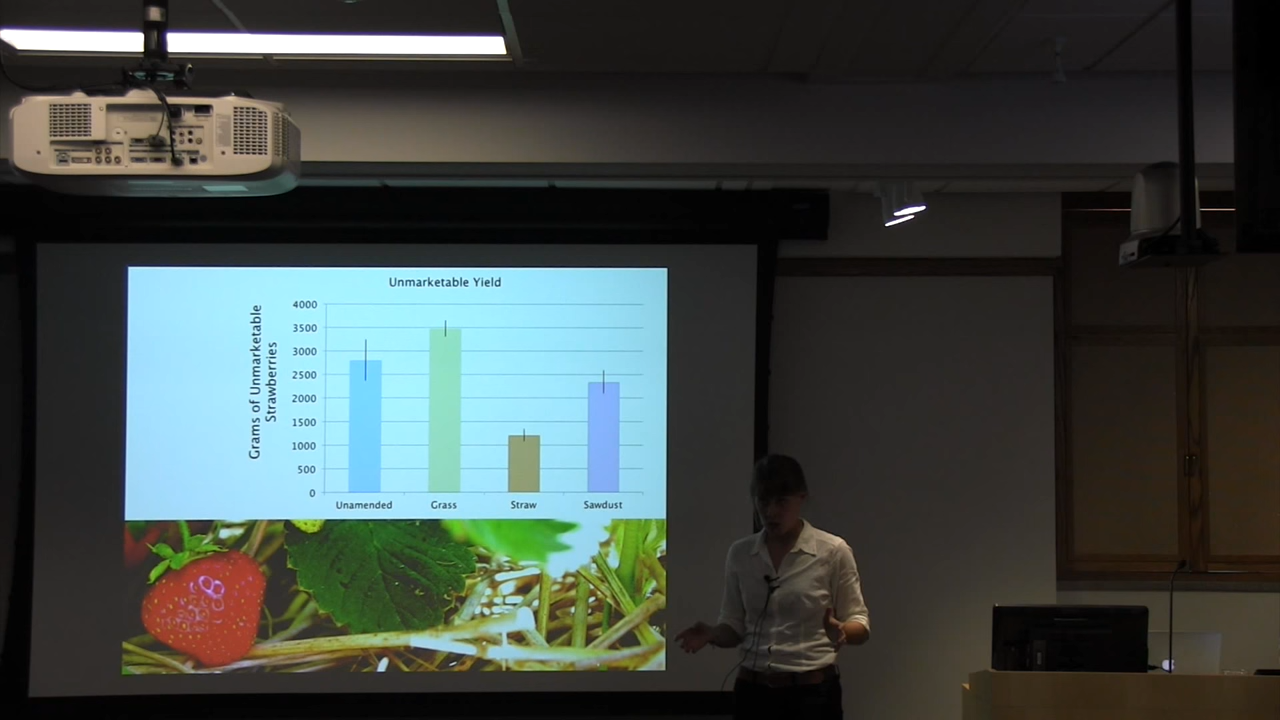 Unmarketable Yield
Grams of Unmarketable
Strawberries
4000
3500
3000
2500
2000
1500
1000
500
0
Unamended Grass Straw Sawdust